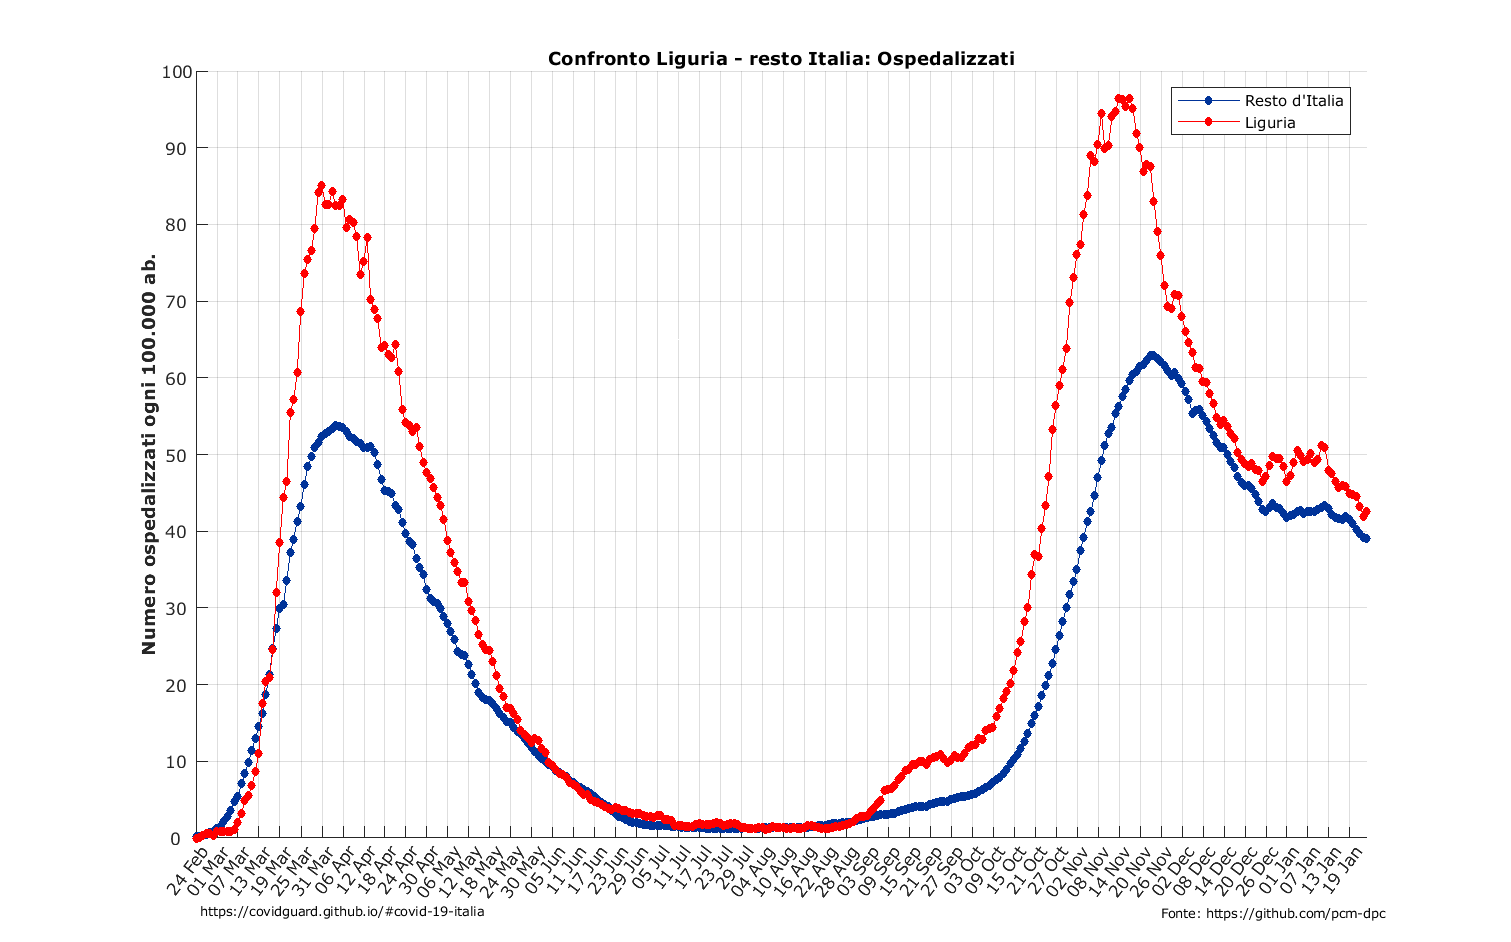 Confronto Liguria - resto Italia: Ospedalizzati
100
90
80
70
60
50
40
30
20
10
0
Numero ospedalizzati ogni 100.000 ab.
Resto d'Italia
Liguria
24 Feb
01 Mar
07 Mar
13 Mar
19 Mar
25 Mar
31 Mar
06 Apr
12 Apr
18 Apr
24 Apr
30 Apr
06 May
12 May
18 May
24 May
30 May
05 Jun
11 Jun
17 Jun
23 Jun
29 Jun
05 Jul
11 Jul
17 Jul
23 Jul
29 Jul
04 Aug
10 Aug
16 Aug
22 Aug
28 Aug
03 Sep
09 Sep
15 Sep
21 Sep
27 Sep
03 Oct
09 Oct
15 Oct
21 Oct
27 Oct
02 Nov
08 Nov
14 Nov
20 Nov
26 Nov
02 Dec
08 Dec
14 Dec
20 Dec
26 Dec
01 Jan
07 Jan
13 Jan
19 Jan
https://covidguard.github.io/#covid-19-italia
Fonte: https://github.com/pcm-dpc